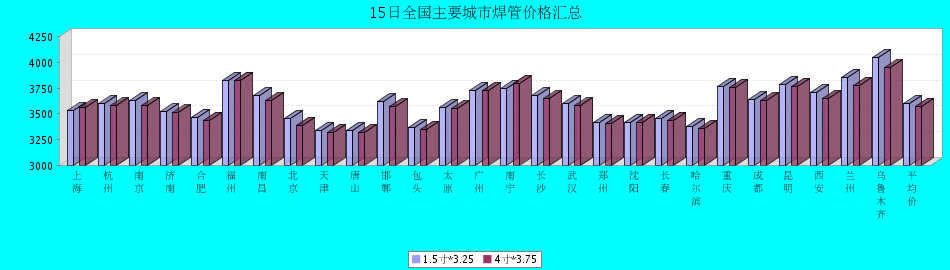 15日全国主要城市焊管价格汇总
4250
4000
3750
3500
3250
3000
上海 杭州 南京 济南 合肥 福州 南昌 北京 天津 唐山 邯郸 包头 太原 广州 南宁 长沙 武汉 郑州 沈阳 长春 哈尔滨 重庆 成都 昆明 西安 兰州 乌鲁木齐 平均价
1.5寸*3.25 4寸*3.75